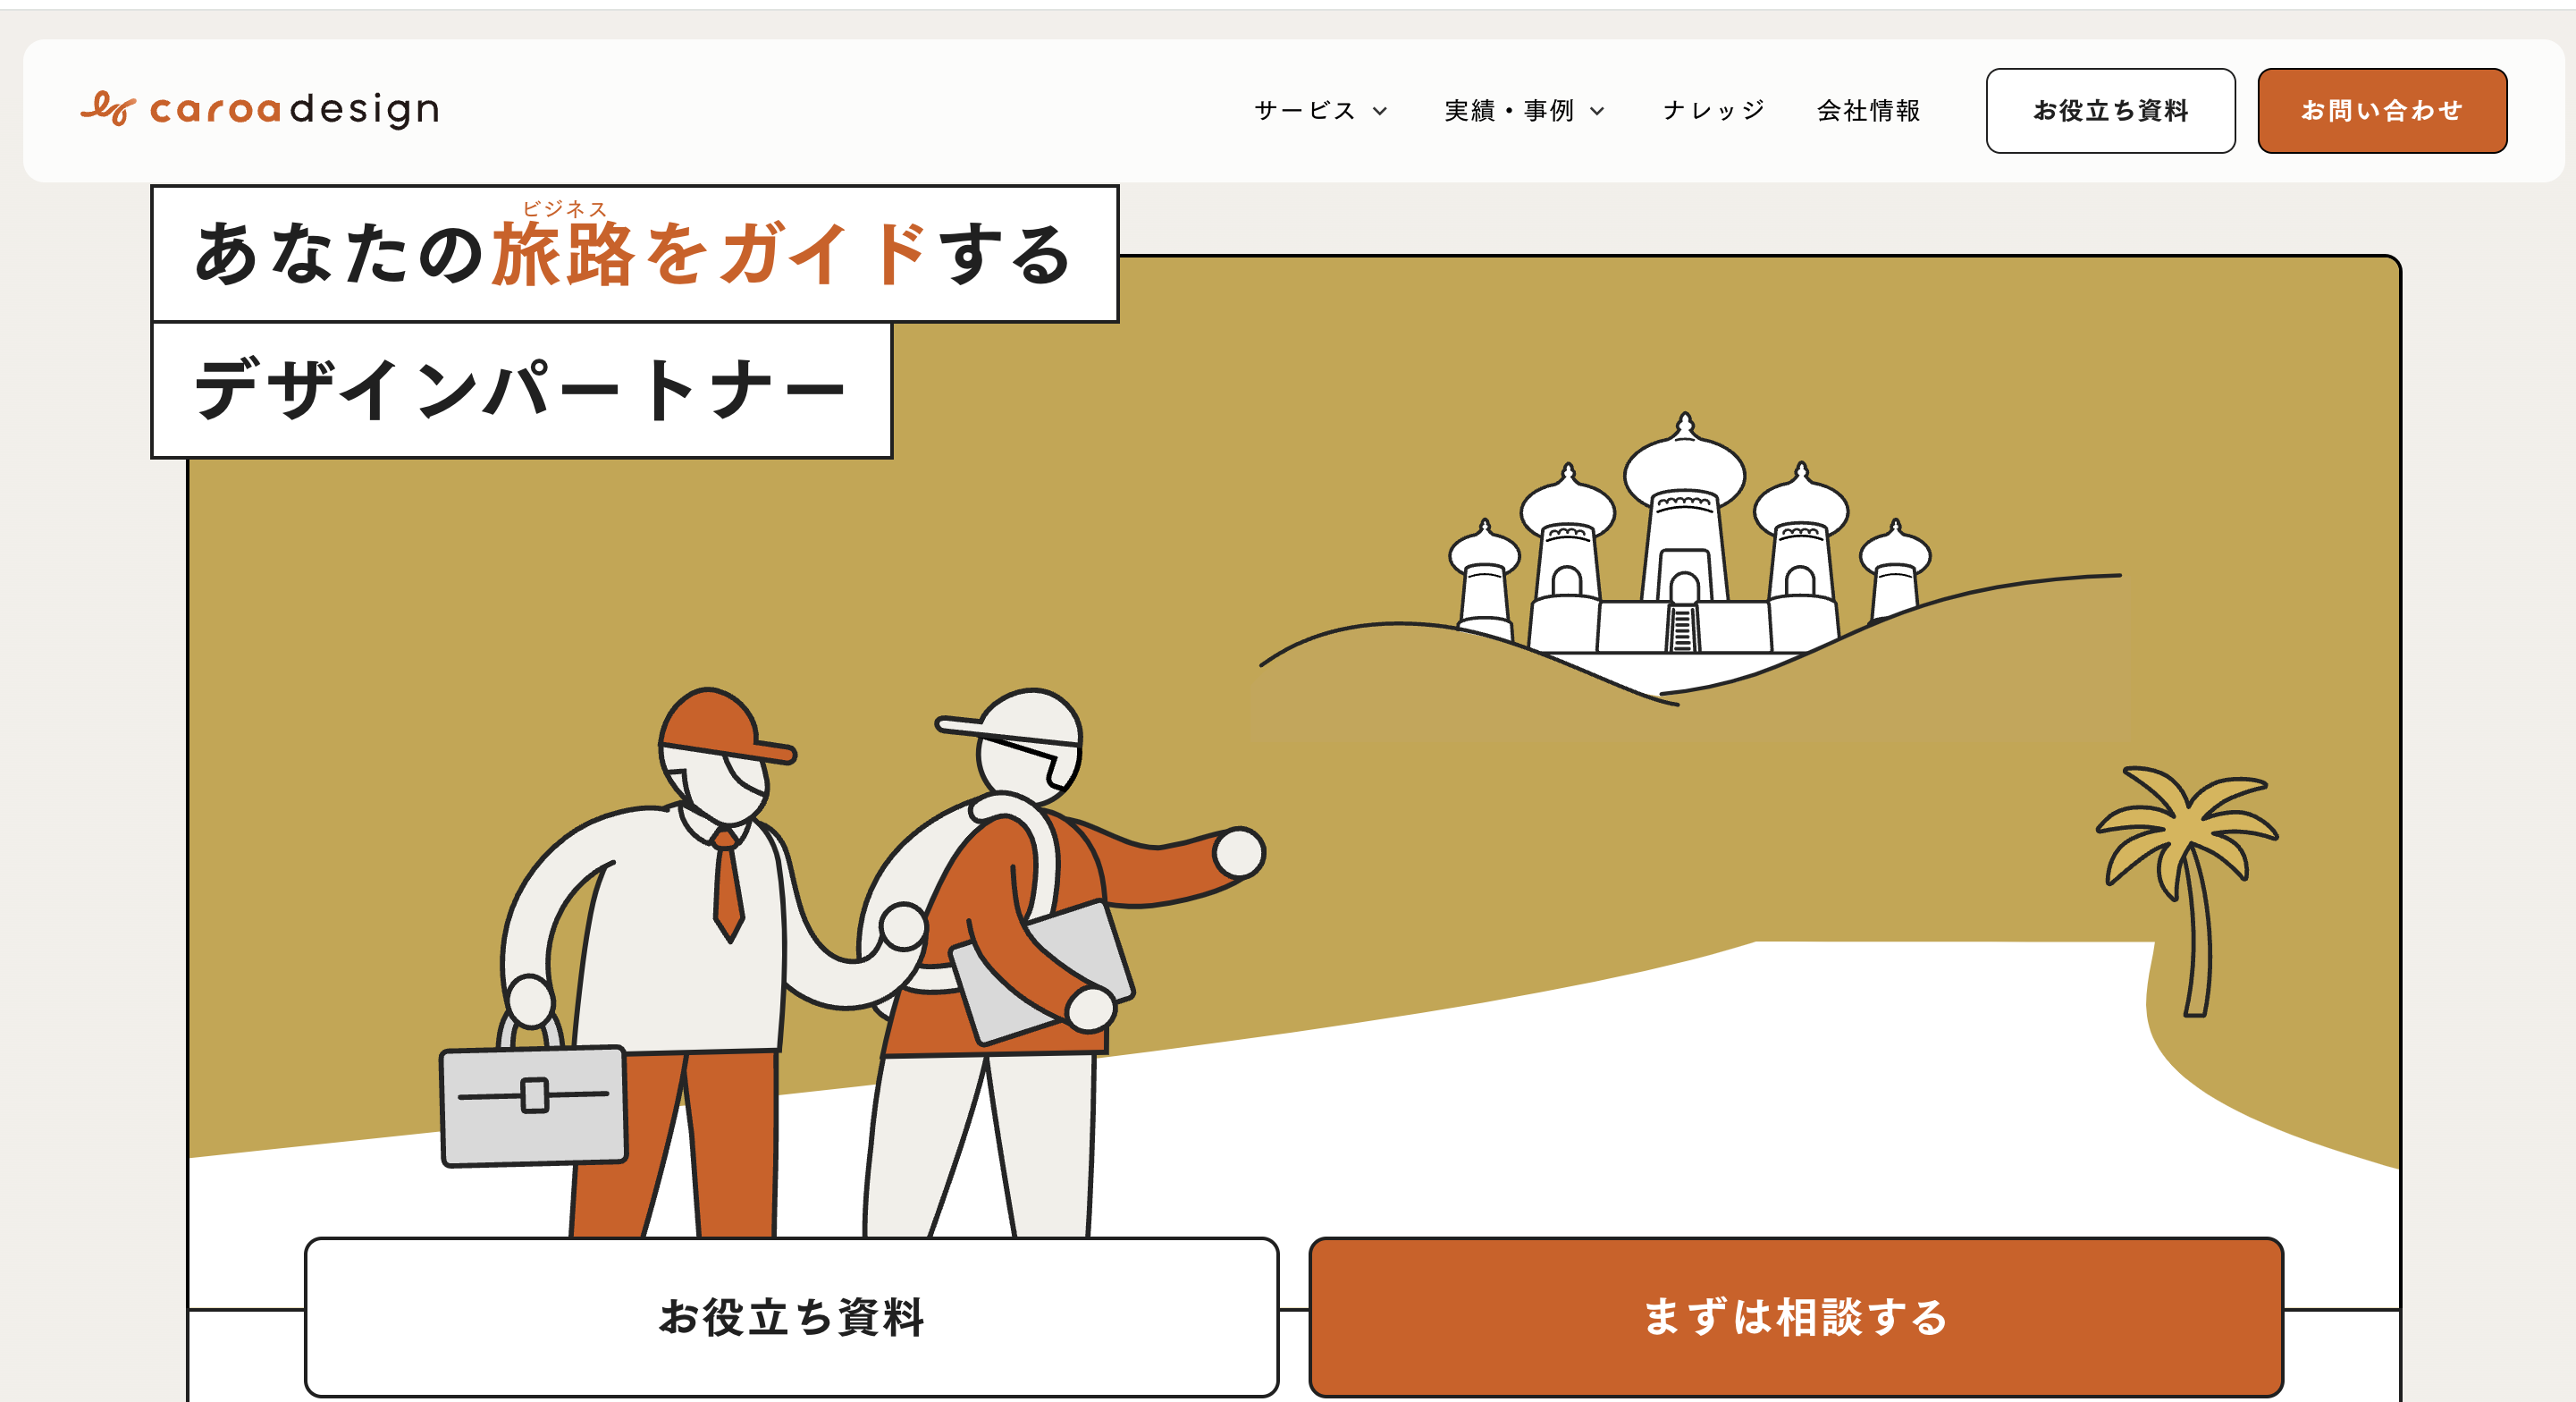 caroa design
サービス
実績・事例
ナレッジ
会社情報
お役立ち資料
お問い合わせ
ビジネス
あなたの旅路をガイドする
デザインパートナー
お役立ち資料
まずは相談する